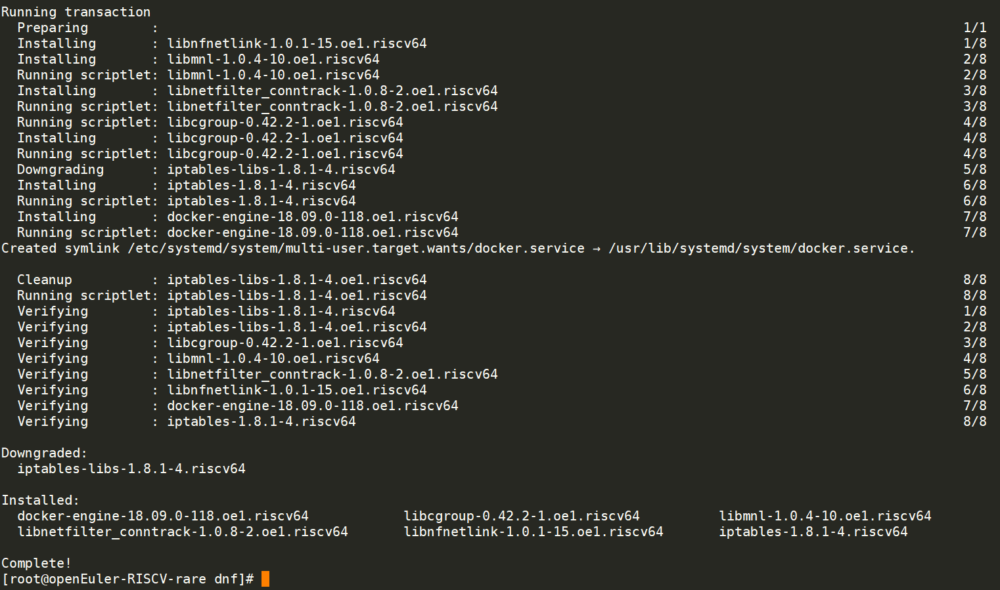 Running transaction
  Preparing        :                                                                                                      1/1
  Installing       : libnfnetlink-1.0.1-15.oe1.riscv64                                                                    1/8
  Installing       : libmnl-1.0.4-10.oe1.riscv64                                                                          2/8
  Running scriptlet: libmnl-1.0.4-10.oe1.riscv64                                                                          2/8
  Installing       : libnetfilter_conntrack-1.0.8-2.oe1.riscv64                                                           3/8
  Running scriptlet: libnetfilter_conntrack-1.0.8-2.oe1.riscv64                                                           3/8
  Running scriptlet: libcgroup-0.42.2-1.oe1.riscv64                                                                       4/8
  Installing       : libcgroup-0.42.2-1.oe1.riscv64                                                                       4/8
  Running scriptlet: libcgroup-0.42.2-1.oe1.riscv64                                                                       4/8
  Downgrading      : iptables-libs-1.8.1-4.riscv64                                                                        5/8
  Installing       : iptables-1.8.1-4.riscv64                                                                             6/8
  Running scriptlet: iptables-1.8.1-4.riscv64                                                                             6/8
  Installing       : docker-engine-18.09.0-118.oe1.riscv64                                                                7/8
  Running scriptlet: docker-engine-18.09.0-118.oe1.riscv64                                                                7/8
Created symlink /etc/systemd/system/multi-user.target.wants/docker.service → /usr/lib/systemd/system/docker.service.

  Cleanup          : iptables-libs-1.8.1-4.oe1.riscv64                                                                    8/8
  Running scriptlet: iptables-libs-1.8.1-4.oe1.riscv64                                                                    8/8
  Verifying        : iptables-libs-1.8.1-4.riscv64                                                                        1/8
  Verifying        : iptables-libs-1.8.1-4.oe1.riscv64                                                                    2/8
  Verifying        : libcgroup-0.42.2-1.oe1.riscv64                                                                       3/8
  Verifying        : libmnl-1.0.4-10.oe1.riscv64                                                                          4/8
  Verifying        : libnetfilter_conntrack-1.0.8-2.oe1.riscv64                                                           5/8
  Verifying        : libnfnetlink-1.0.1-15.oe1.riscv64                                                                    6/8
  Verifying        : docker-engine-18.09.0-118.oe1.riscv64                                                                7/8
  Verifying        : iptables-1.8.1-4.riscv64                                                                             8/8

Downgraded:
  iptables-libs-1.8.1-4.riscv64

Installed:
  docker-engine-18.09.0-118.oe1.riscv64            libcgroup-0.42.2-1.oe1.riscv64          libmnl-1.0.4-10.oe1.riscv64
  libnetfilter_conntrack-1.0.8-2.oe1.riscv64       libnfnetlink-1.0.1-15.oe1.riscv64       iptables-1.8.1-4.riscv64

Complete!
[root@openEuler-RISCV-rare dnf]#